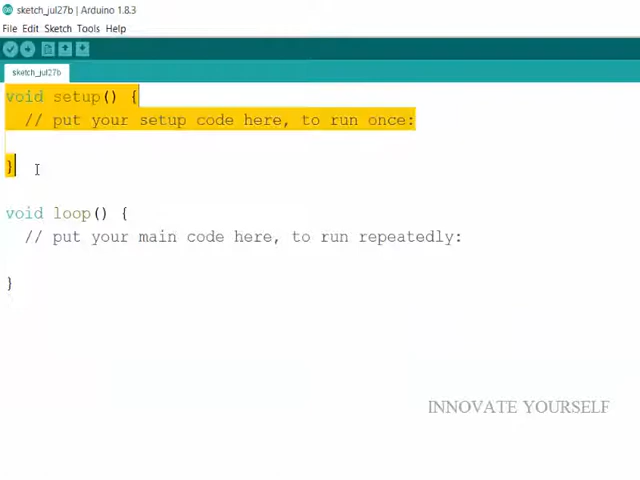 sketch_jul27b | Arduino 1.8.3
File Edit Sketch Tools Help
sketch_jul27b
void setup() {
// put your setup code here, to run once:
}
void loop() {
// put your main code here, to run repeatedly:
}
INNOVATE YOURSELF